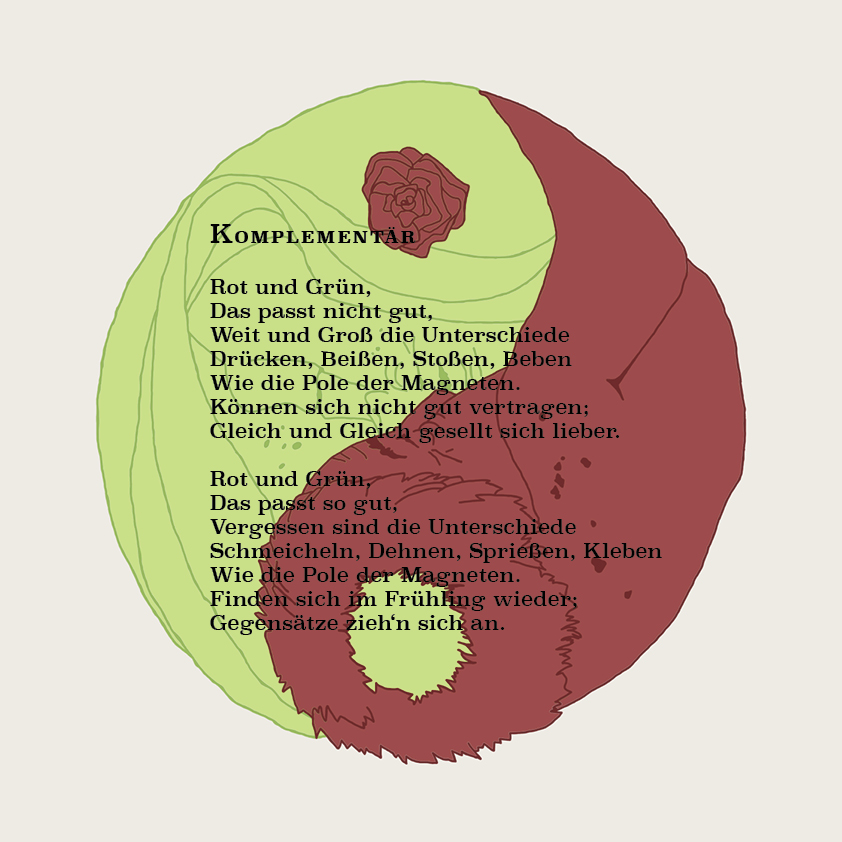 Komplementär
Rot und Grün,
Das passt nicht gut,
Weit und Groß die Unterschiede
Drücken, Beißen, Stoßen, Beben
Wie die Pole der Magneten.
Können sich nicht gut vertragen;
Gleich und Gleich gesellt sich lieber.
Rot und Grün,
Das passt so gut,
Vergessen sind die Unterschiede
Schmeicheln, Dehnen, Sprießen, Kleben
Wie die Pole der Magneten.
Finden sich im Frühling wieder;
Gegensätze zieh‘n sich an.